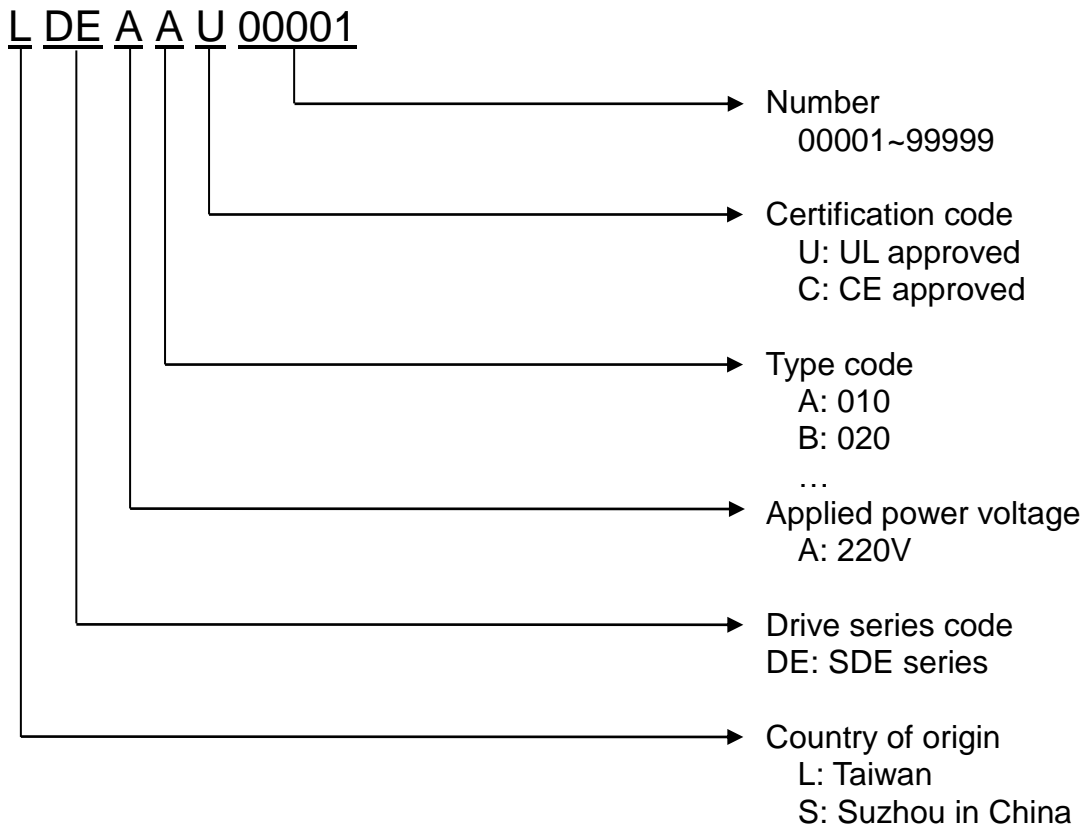 L DE A A U 00001
Number
00001~99999
Certification code
U: UL approved
C: CE approved
Type code
A: 010
B: 020
…
Applied power voltage
A: 220V
Drive series code
DE: SDE series
Country of origin
L: Taiwan
S: Suzhou in China